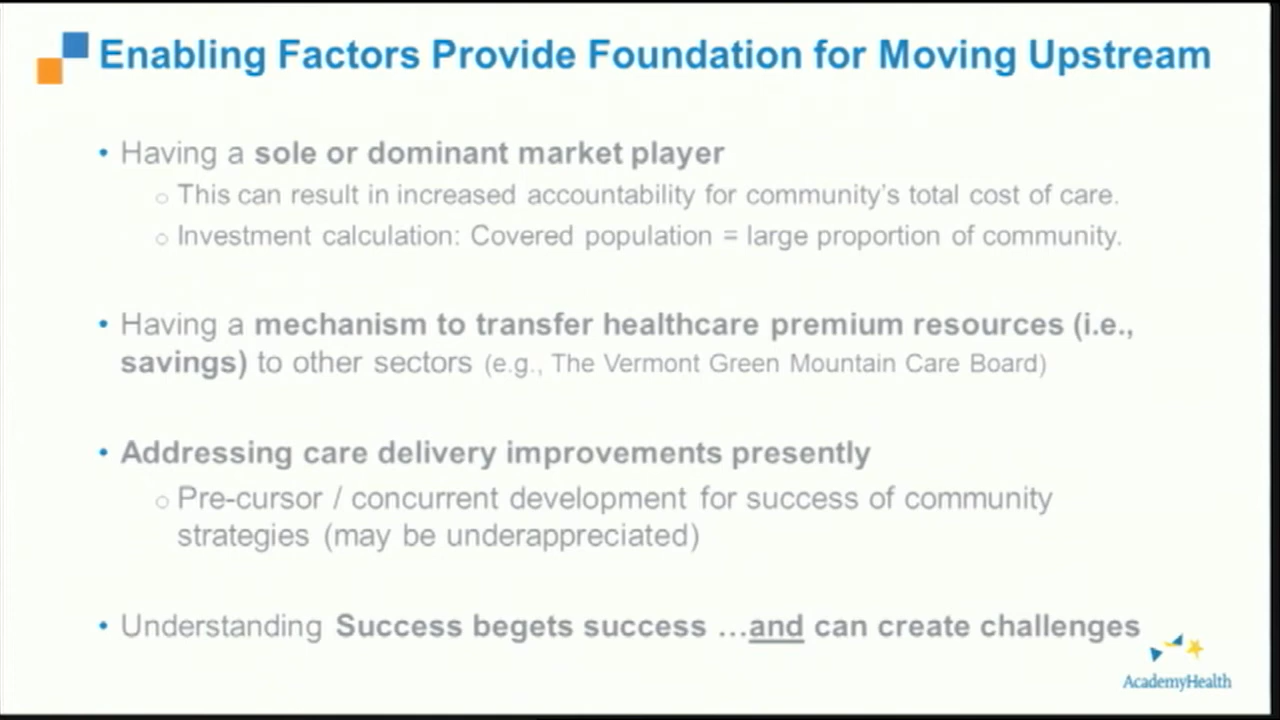 Enabling Factors Provide Foundation for Moving Upstream
• Having a sole or dominant market player
○ This can result in increased accountability for community's total cost of care.
○ Investment calculation: Covered population = large proportion of community.
• Having a mechanism to transfer healthcare premium resources (i.e.,
savings) to other sectors (e.g., The Vermont Green Mountain Care Board)
• Addressing care delivery improvements presently
○ Pre-cursor / concurrent development for success of community
strategies (may be underappreciated)
• Understanding Success begets success ...and can create challenges
AcademyHealth